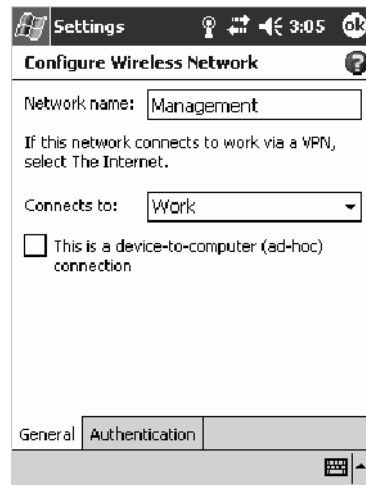 Settings 3:05 ok
Configure Wireless Network
Network name: Management
If this network connects to work via a VPN,
select The Internet.
Connects to: Work
This is a device-to-computer (ad-hoc)
connection
General Authentication